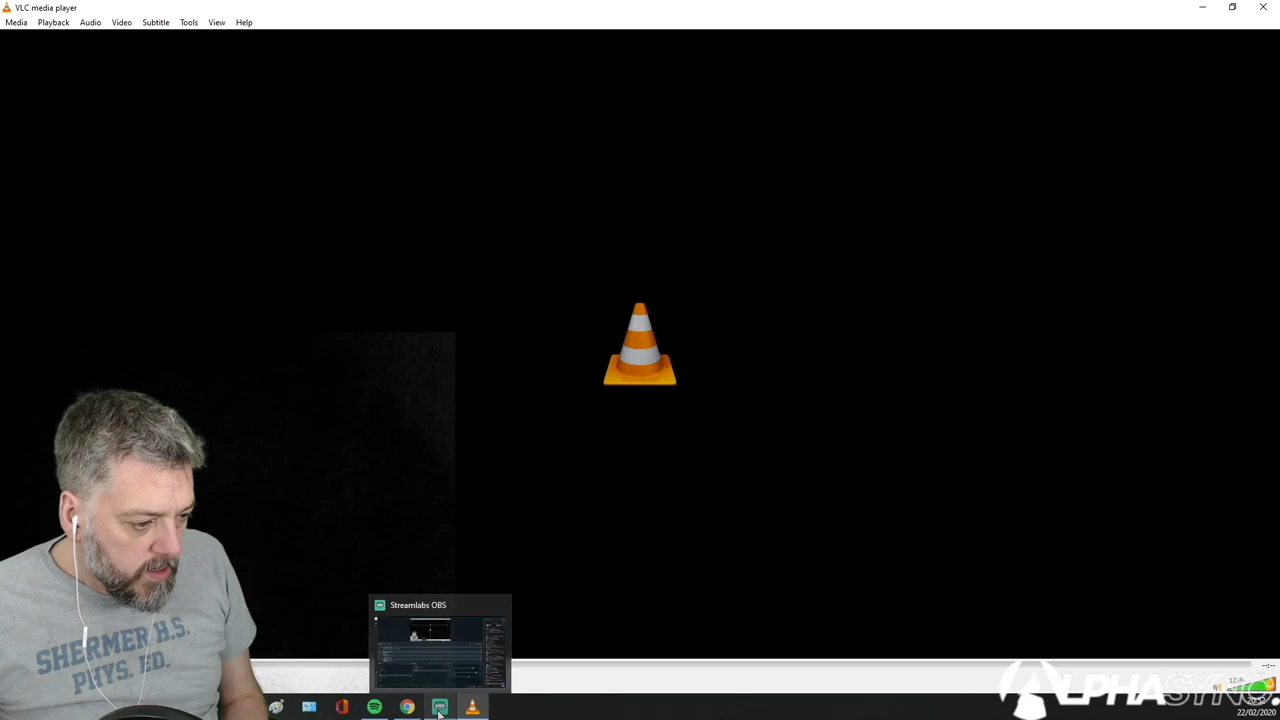 VLC media player
Media Playback Audio Video Subtitle Tools View Help
SHERMER H.S.
PHYS. ED.
Streamlabs OBS
--:--
ALPHASYNC
22/02/2020